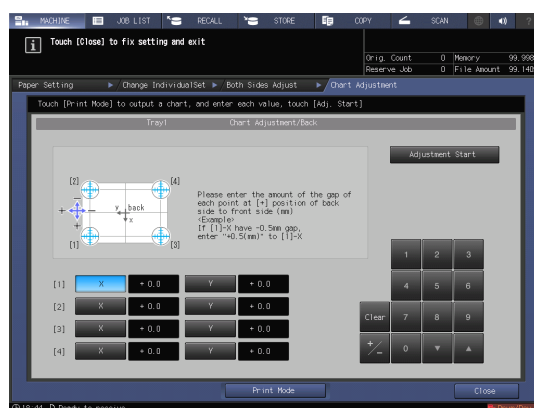 MACHINE JOB LIST RECALL STORE COPY SCAN ?
Touch [Close] to fix setting and exit
Orig. Count 0 Memory 99.998
Reserve Job 0 File Amount 99.140
Paper Setting Change IndividualSet Both Sides Adjust Chart Adjustment
Touch [Print Mode] to output a chart, and enter each value, touch [Adj. Start]
Tray1 Chart Adjustment/Back
Adjustment Start
[2] [4]
Please enter the amount of the gap of
each point at [+] position of back
side to front side (mm)
<Example>
If [1]-X have -0.5mm gap,
enter "+0.5(mm)" to [1]-X
+ − −
y back
x
+
[1] [3]
1 2 3
[1] X + 0.0 Y + 0.0
4 5 6
[2] X + 0.0 Y + 0.0
[3] X + 0.0 Y + 0.0
Clear 7 8 9
[4] X + 0.0 Y + 0.0
+/− 0 ▼ ▲
Print Mode Close